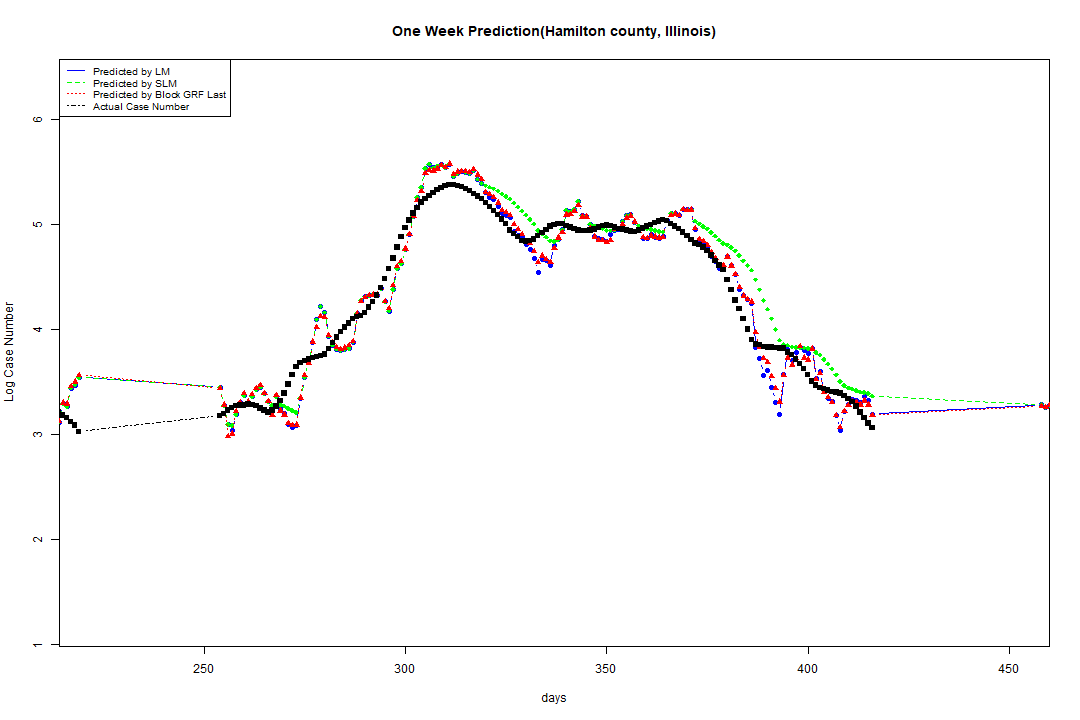 One Week Prediction(Hamilton county, Illinois)
Predicted by LM
Predicted by SLM
Predicted by Block GRF Last
Actual Case Number
Log Case Number
6
5
4
3
2
1
250
300
350
400
450
days